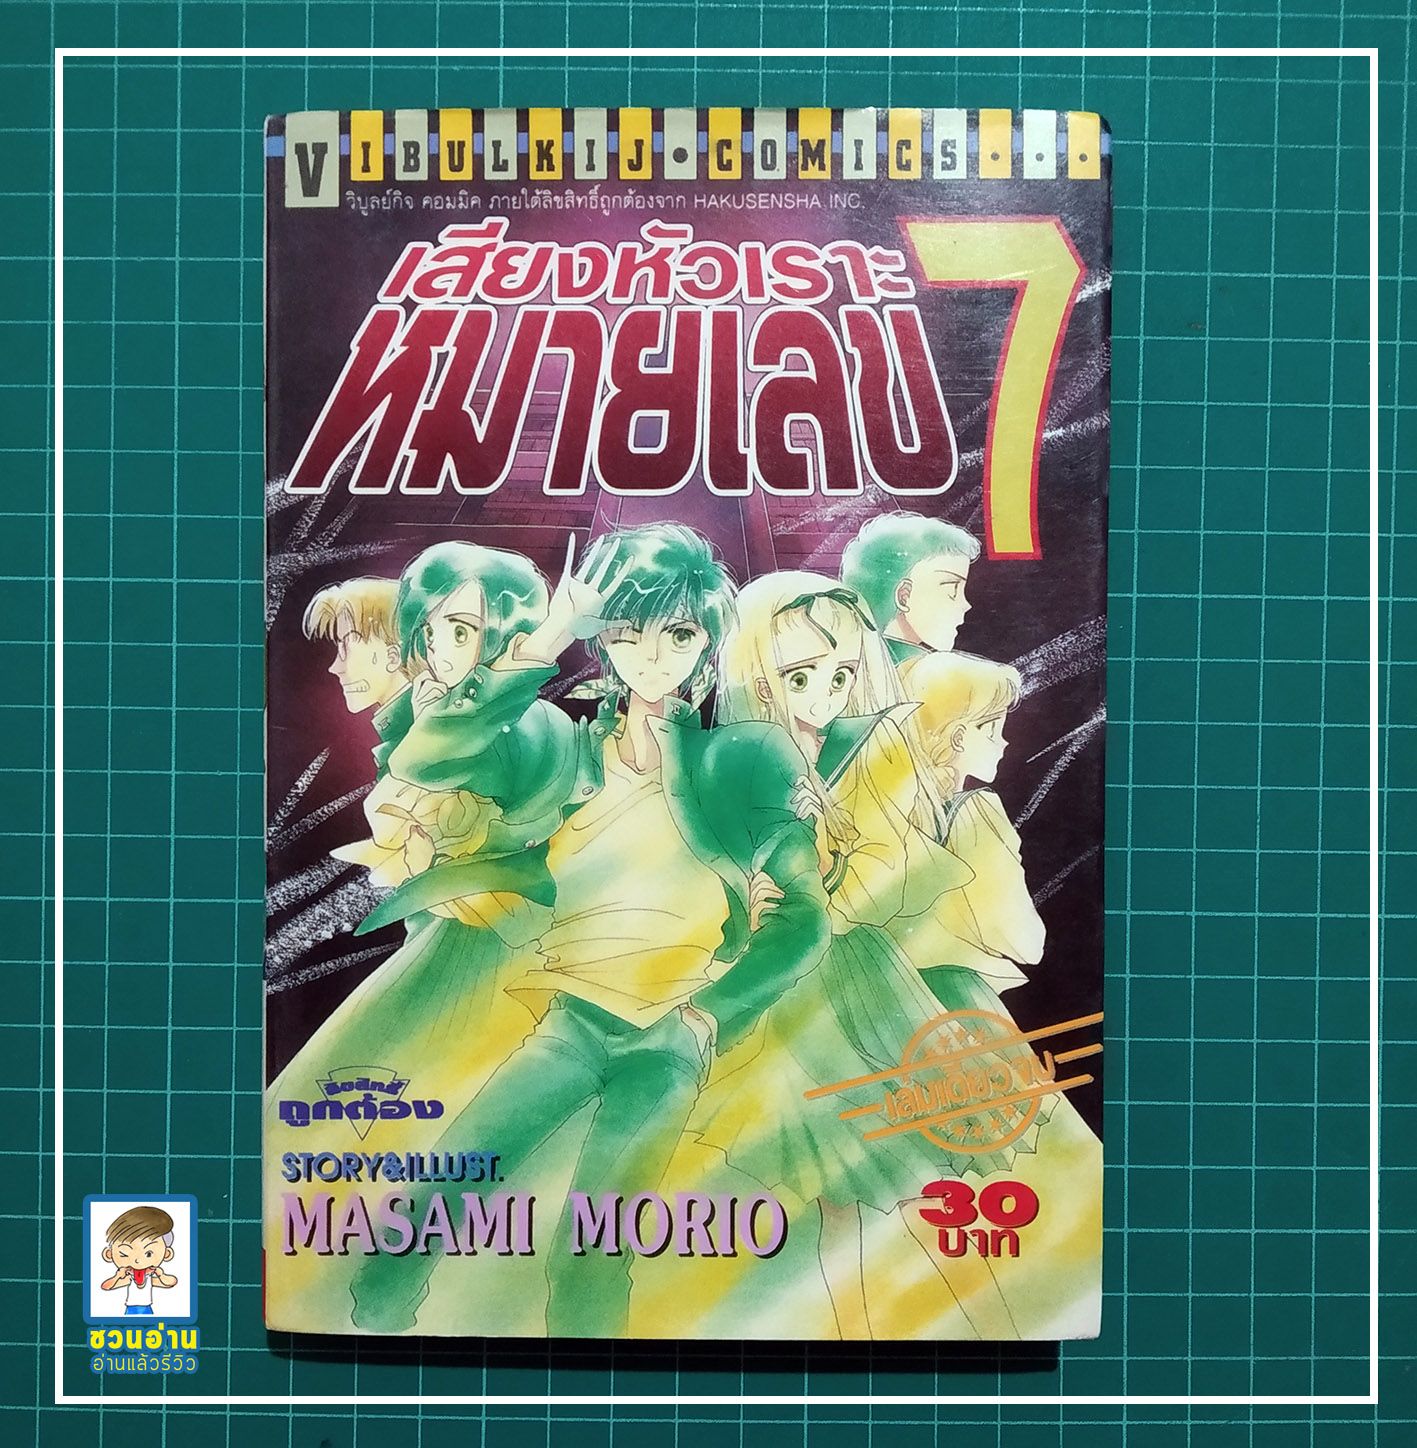 VIBULKIJ•COMICS...
วิบูลย์กิจ คอมมิค ภายใต้ลิขสิทธิ์ถูกต้องจาก HAKUSENSHA INC.
เสียงหัวเราะ
หมายเลข 7
ลิขสิทธิ์
ถูกต้อง
เล่มเดียวจบ
STORY&ILLUST.
MASAMI MORIO
30
บาท
ชวนอ่าน
อ่านแล้วรีวิว